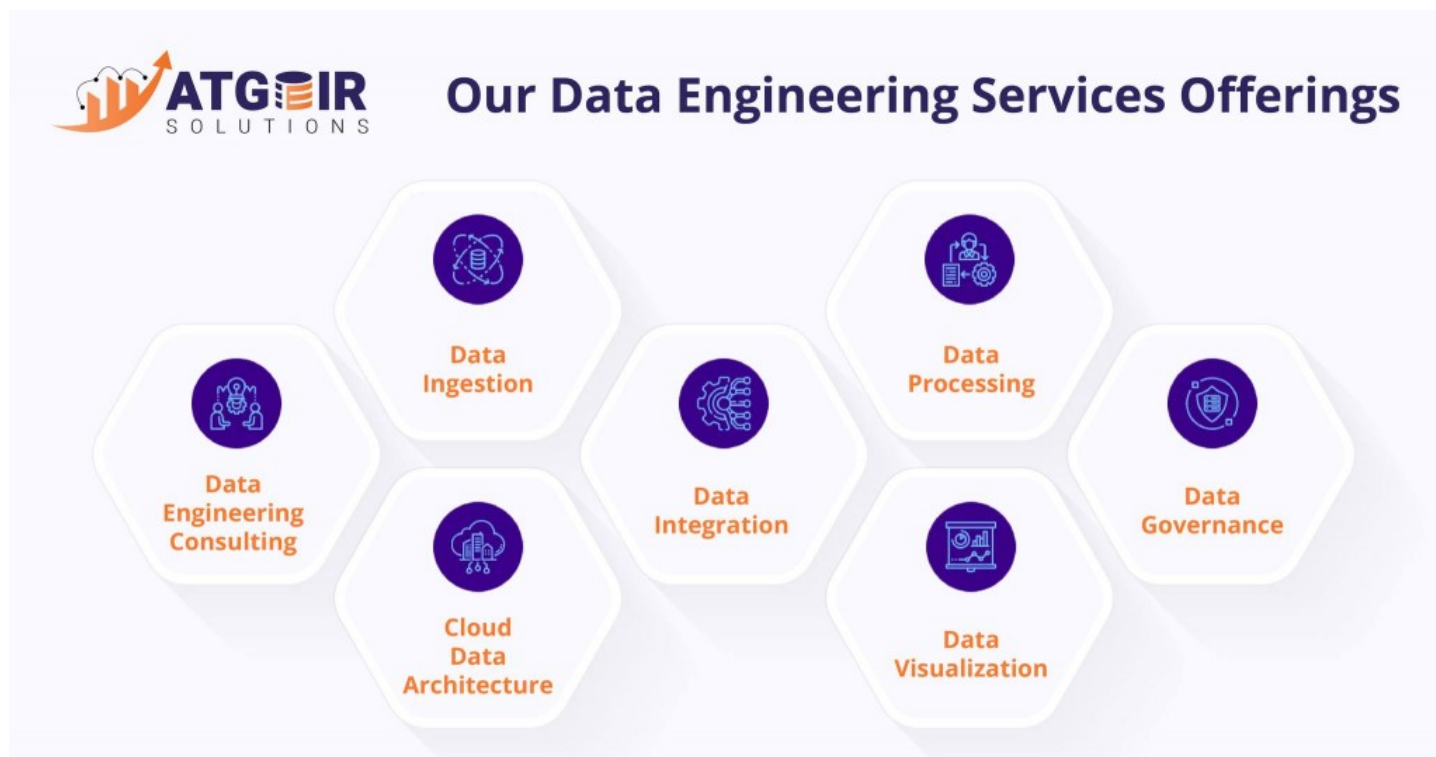 ATGEIR
SOLUTIONS
Our Data Engineering Services Offerings
Data
Ingestion
Data
Processing
Data
Engineering
Consulting
Data
Integration
Data
Governance
Cloud
Data
Architecture
Data
Visualization